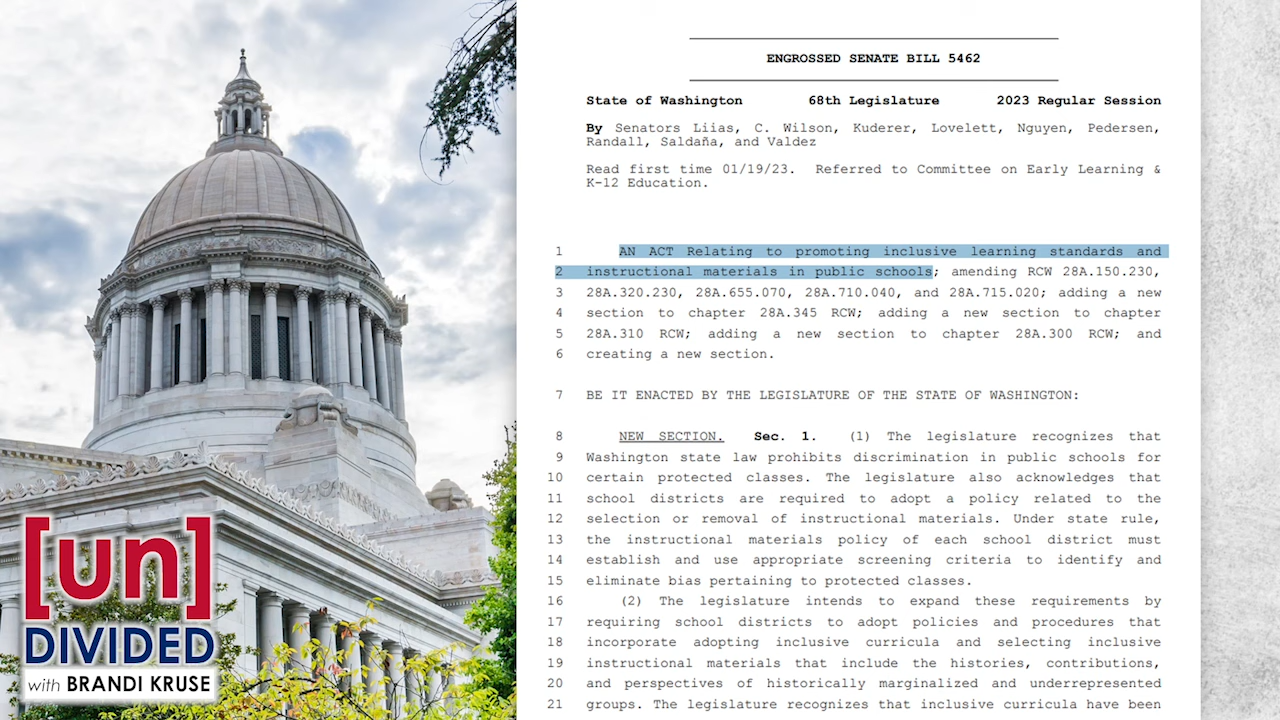 [un]
DIVIDED
with BRANDI KRUSE
ENGROSSED SENATE BILL 5462
State of Washington 68th Legislature 2023 Regular Session
By Senators Liias, C. Wilson, Kuderer, Lovelett, Nguyen, Pedersen,
Randall, Saldaña, and Valdez
Read first time 01/19/23. Referred to Committee on Early Learning &
K-12 Education.
1 AN ACT Relating to promoting inclusive learning standards and
2 instructional materials in public schools; amending RCW 28A.150.230,
3 28A.320.230, 28A.655.070, 28A.710.040, and 28A.715.020; adding a new
4 section to chapter 28A.345 RCW; adding a new section to chapter
5 28A.310 RCW; adding a new section to chapter 28A.300 RCW; and
6 creating a new section.
7 BE IT ENACTED BY THE LEGISLATURE OF THE STATE OF WASHINGTON:
8 NEW SECTION. Sec. 1. (1) The legislature recognizes that
9 Washington state law prohibits discrimination in public schools for
10 certain protected classes. The legislature also acknowledges that
11 school districts are required to adopt a policy related to the
12 selection or removal of instructional materials. Under state rule,
13 the instructional materials policy of each school district must
14 establish and use appropriate screening criteria to identify and
15 eliminate bias pertaining to protected classes.
16 (2) The legislature intends to expand these requirements by
17 requiring school districts to adopt policies and procedures that
18 incorporate adopting inclusive curricula and selecting inclusive
19 instructional materials that include the histories, contributions,
20 and perspectives of historically marginalized and underrepresented
21 groups. The legislature recognizes that inclusive curricula have been